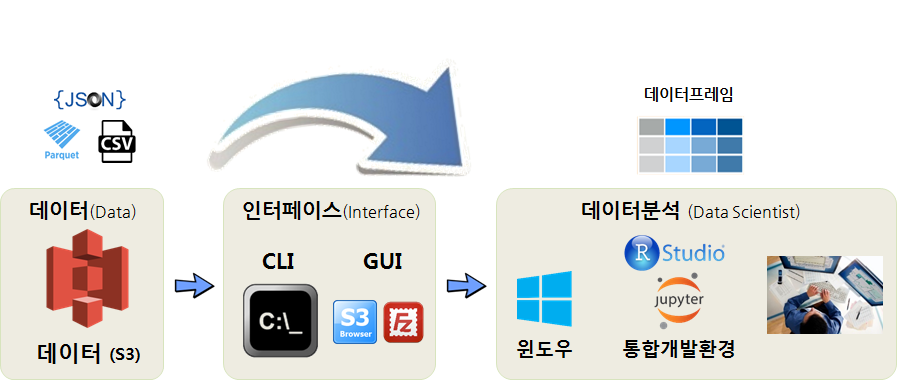 {JSON}
Parquet
CSV
데이터프레임
데이터(Data)
데이터 (S3)
인터페이스(Interface)
CLI
GUI
C:\_
S3
Browser
FZ
데이터분석 (Data Scientist)
R Studio
jupyter
윈도우
통합개발환경